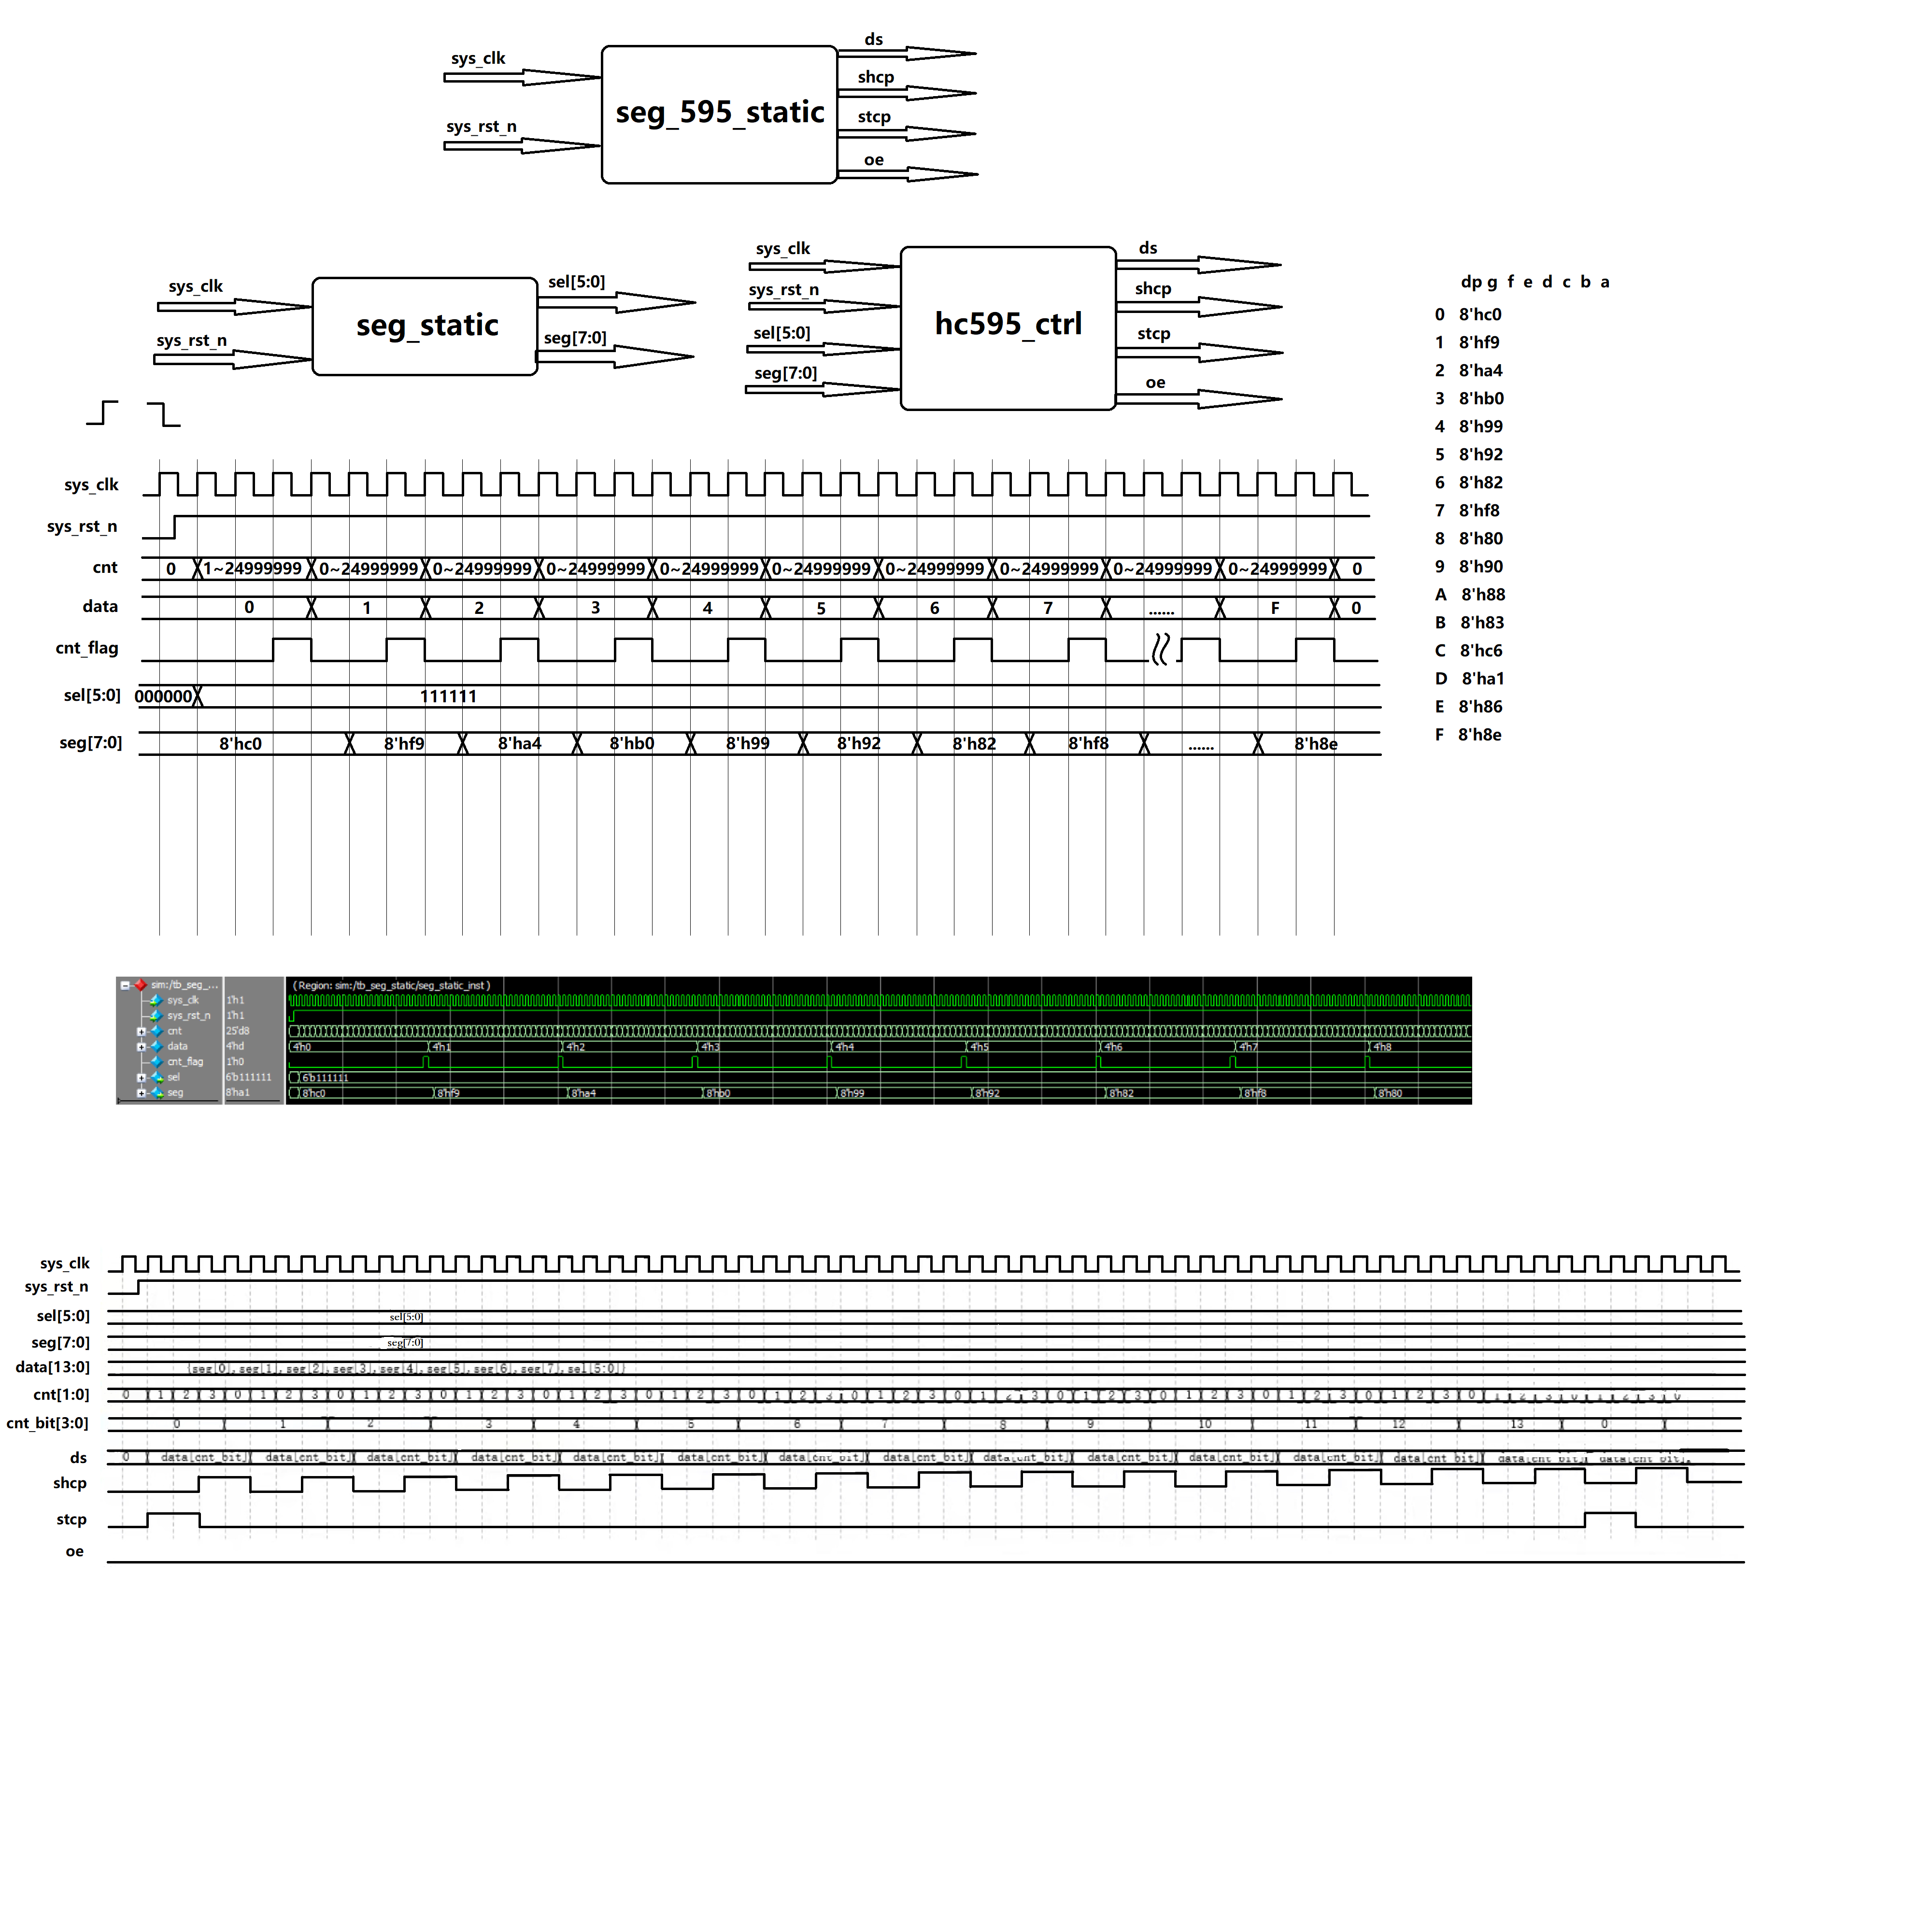 ds
sys_clk
shcp
seg_595_static
stcp
sys_rst_n
oe
sys_clk
sel[5:0]
seg_static
sys_rst_n
seg[7:0]
sys_clk
ds
sys_rst_n
shcp
hc595_ctrl
sel[5:0]
stcp
seg[7:0]
oe
dp g f e d c b a
0 8'hc0
1 8'hf9
2 8'ha4
3 8'hb0
4 8'h99
5 8'h92
6 8'h82
7 8'hf8
8 8'h80
9 8'h90
A 8'h88
B 8'h83
C 8'hc6
D 8'ha1
E 8'h86
F 8'h8e
sys_clk
sys_rst_n
cnt 0 1~24999999 0~24999999 0~24999999 0~24999999 0~24999999 0~24999999 0~24999999 0~24999999 0~24999999 0~24999999 0
data 0 1 2 3 4 5 6 7 ...... F 0
cnt_flag
sel[5:0] 000000 111111
seg[7:0] 8'hc0 8'hf9 8'ha4 8'hb0 8'h99 8'h92 8'h82 8'hf8 ...... 8'h8e
sim:/tb_seg_... (Region: sim:/tb_seg_static/seg_static_inst )
sys_clk 1'h1
sys_rst_n 1'h1
cnt 25'd8
data 4'hd 4'h0 4'h1 4'h2 4'h3 4'h4 4'h5 4'h6 4'h7 4'h8
cnt_flag 1'h0
sel 6'b111111 6'b111111
seg 8'ha1 8'hc0 8'hf9 8'ha4 8'hb0 8'h99 8'h92 8'h82 8'hf8 8'h80
sys_clk
sys_rst_n
sel[5:0] sel[5:0]
seg[7:0] seg[7:0]
data[13:0] {seg[0],seg[1],seg[2],seg[3],seg[4],seg[5],seg[6],seg[7],sel[5:0]}
cnt[1:0] 0 1 2 3 0 1 2 3 0 1 2 3 0 1 2 3 0 1 2 3 0 1 2 3 0 1 2 3 0 1 2 3 0 1 2 3 0 1 2 3 0 1 2 3 0 1 2 3 0 1 2 3 0 1 2 3 0 1 2 3 0
cnt_bit[3:0] 0 1 2 3 4 5 6 7 8 9 10 11 12 13 0
ds 0 data[cnt_bit] data[cnt_bit] data[cnt_bit] data[cnt_bit] data[cnt_bit] data[cnt_bit] data[cnt_bit] data[cnt_bit] data[cnt_bit] data[cnt_bit] data[cnt_bit] data[cnt_bit] data[cnt_bit] data[cnt_bit] data[cnt_bit]
shcp
stcp
oe